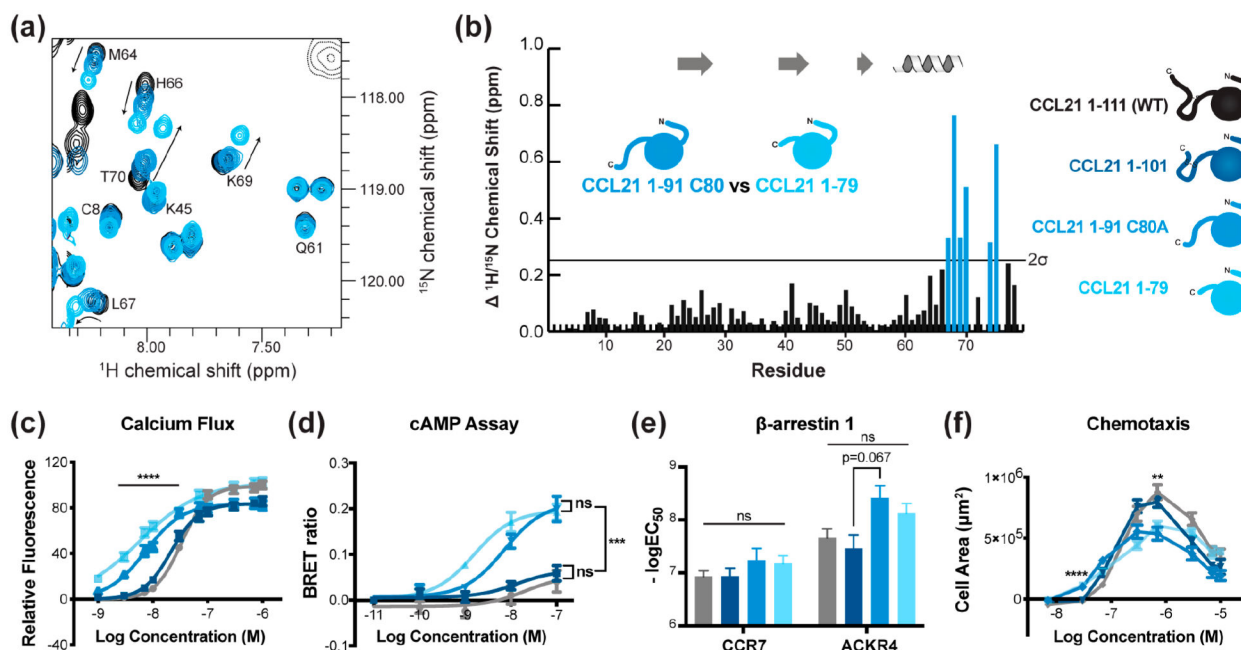 (a)
M64
H66
T70
K69
C8
K45
Q61
L67
118.00
119.00
120.00
¹⁵N Chemical shift (ppm)
8.00
7.50
¹H chemical shift (ppm)
(b)
Δ ¹H/¹⁵N Chemical Shift (ppm)
1.0
0.8
0.6
0.4
0.2
0.0
N
C
N
C
CCL21 1-91 C80 vs CCL21 1-79
2σ
10 20 30 40 50 60 70
Residue
N
C
CCL21 1-111 (WT)
N
C
CCL21 1-101
N
C
CCL21 1-91 C80A
N
C
CCL21 1-79
(c)
Calcium Flux
Relative Fluorescence
120
80
40
0
-40
****
-9 -8 -7 -6
Log Concentration (M)
(d)
cAMP Assay
BRET ratio
0.3
0.2
0.1
0.0
-0.1
ns
***
ns
-11 -10 -9 -8 -7
Log Concentration (M)
(e)
β-arrestin 1
- logEC50
9
8
7
6
ns
ns
p=0.067
CCR7 ACKR4
(f)
Chemotaxis
Cell Area (µm²)
1×10⁶
5×10⁵
0
****
**
-8 -7 -6 -5
Log Concentration (M)